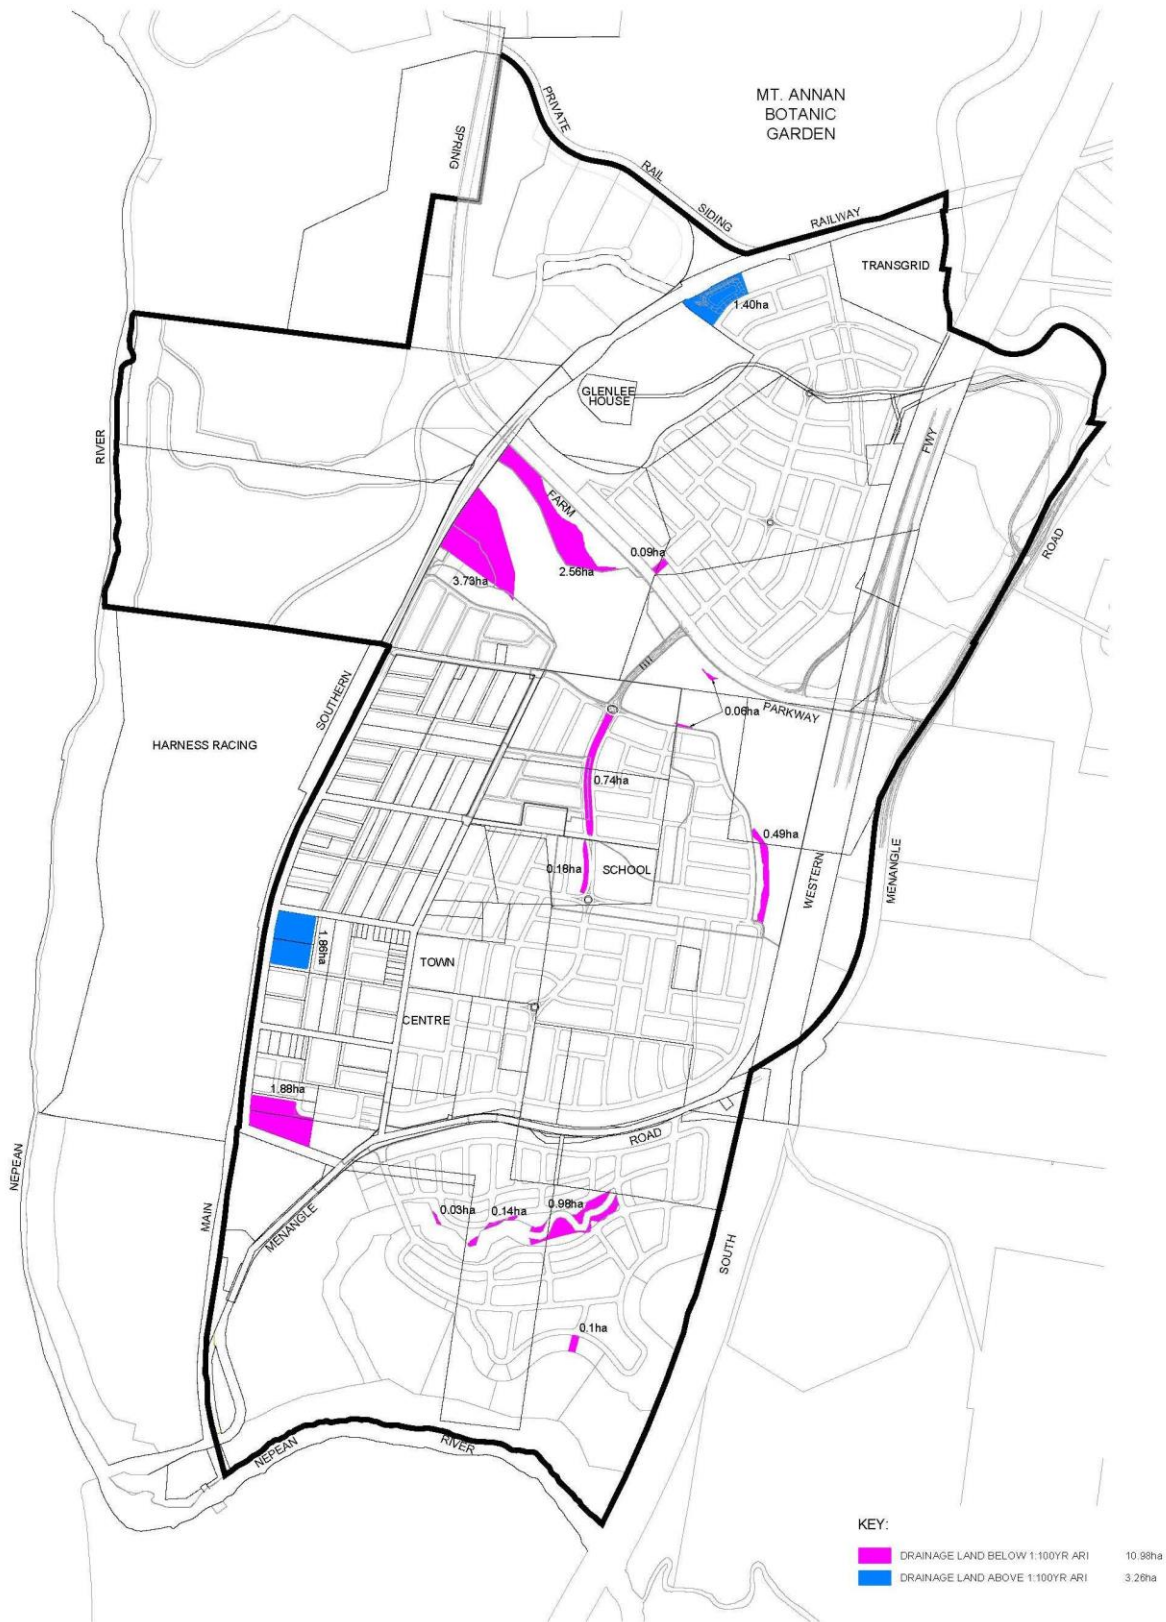 MT. ANNAN
BOTANIC
GARDEN
PRIVATE
SPRING
RAIL
SIDING
RAILWAY
TRANSGRID
1.40ha
GLENLEE
HOUSE
RIVER
FWY
FARM
ROAD
0.09ha
2.56ha
3.73ha
SOUTHERN
0.06ha
PARKWAY
HARNESS RACING
0.74ha
0.49ha
0.18ha
SCHOOL
WESTERN
MENANGLE
1.86ha
TOWN
CENTRE
1.88ha
ROAD
NEPEAN
0.03ha
0.14ha
0.98ha
MAIN
MENANGLE
SOUTH
0.1ha
NEPEAN
RIVER
KEY:
DRAINAGE LAND BELOW 1:100YR ARI 10.98ha
DRAINAGE LAND ABOVE 1:100YR ARI 3.26ha